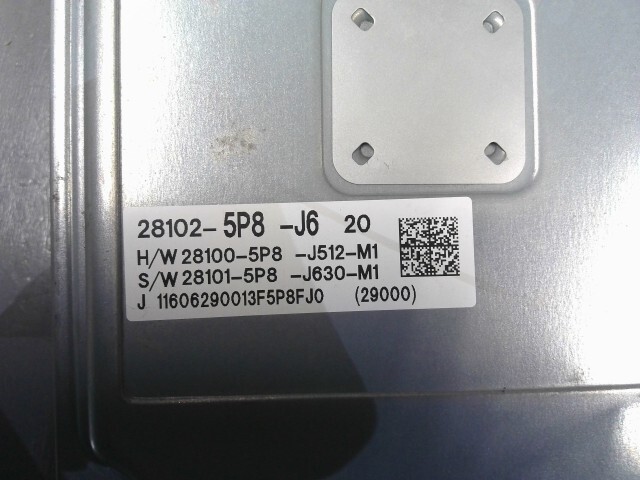 28102- 5P8 -J6 20
H/W 28100-5P8 -J512-M1
S/W 28101-5P8 -J630-M1
J 11606290013F5P8FJ0 (29000)